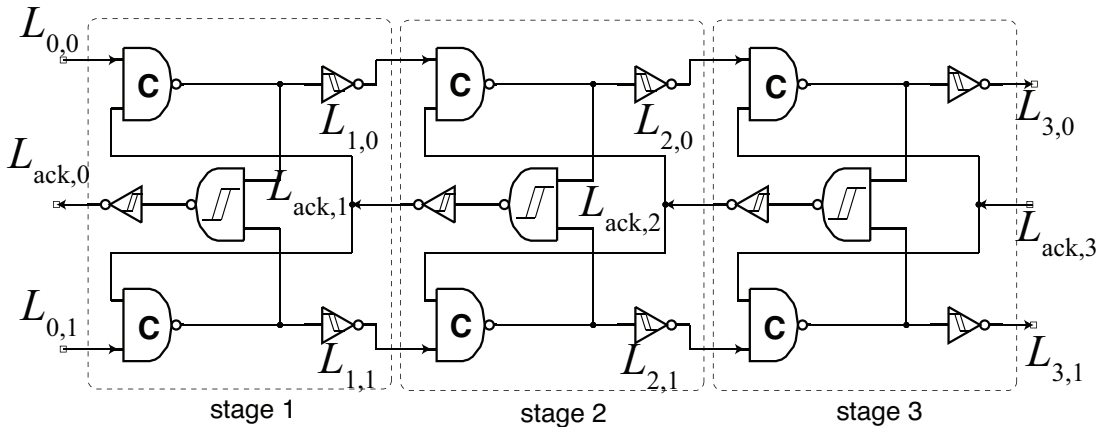 L0,0
C
L1,0
C
L2,0
C
L3,0
Lack,0
Lack,1
Lack,2
Lack,3
L0,1
C
L1,1
C
L2,1
C
L3,1
stage 1
stage 2
stage 3